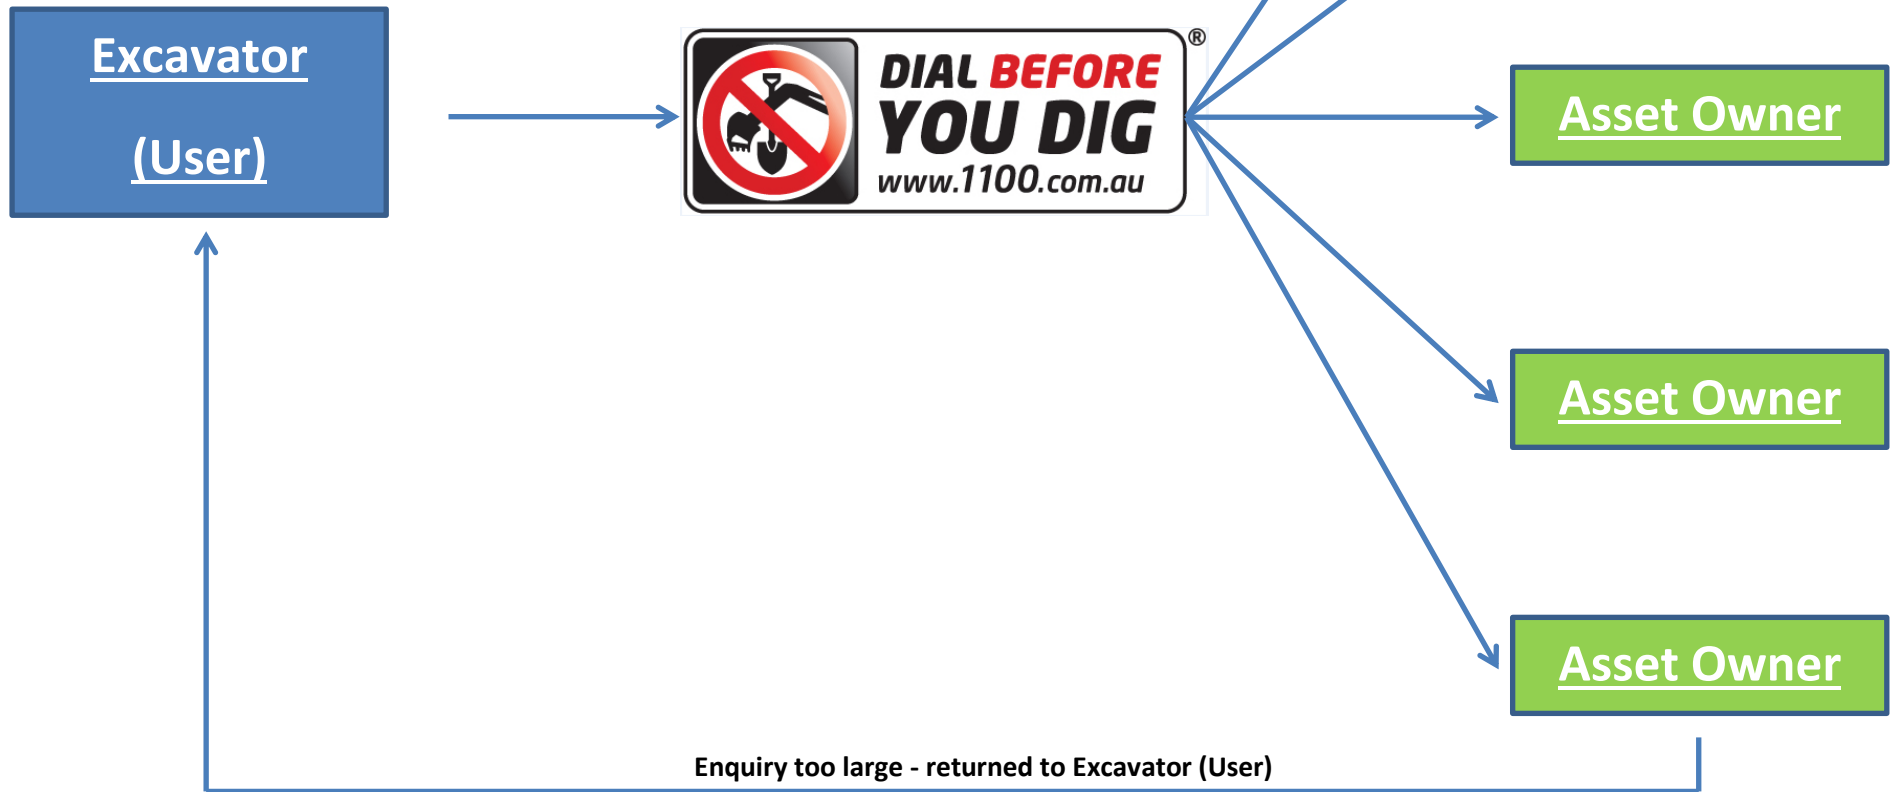 Excavator
(User)
DIAL BEFORE
YOU DIG
www.1100.com.au
®
Asset Owner
Asset Owner
Asset Owner
Enquiry too large - returned to Excavator (User)